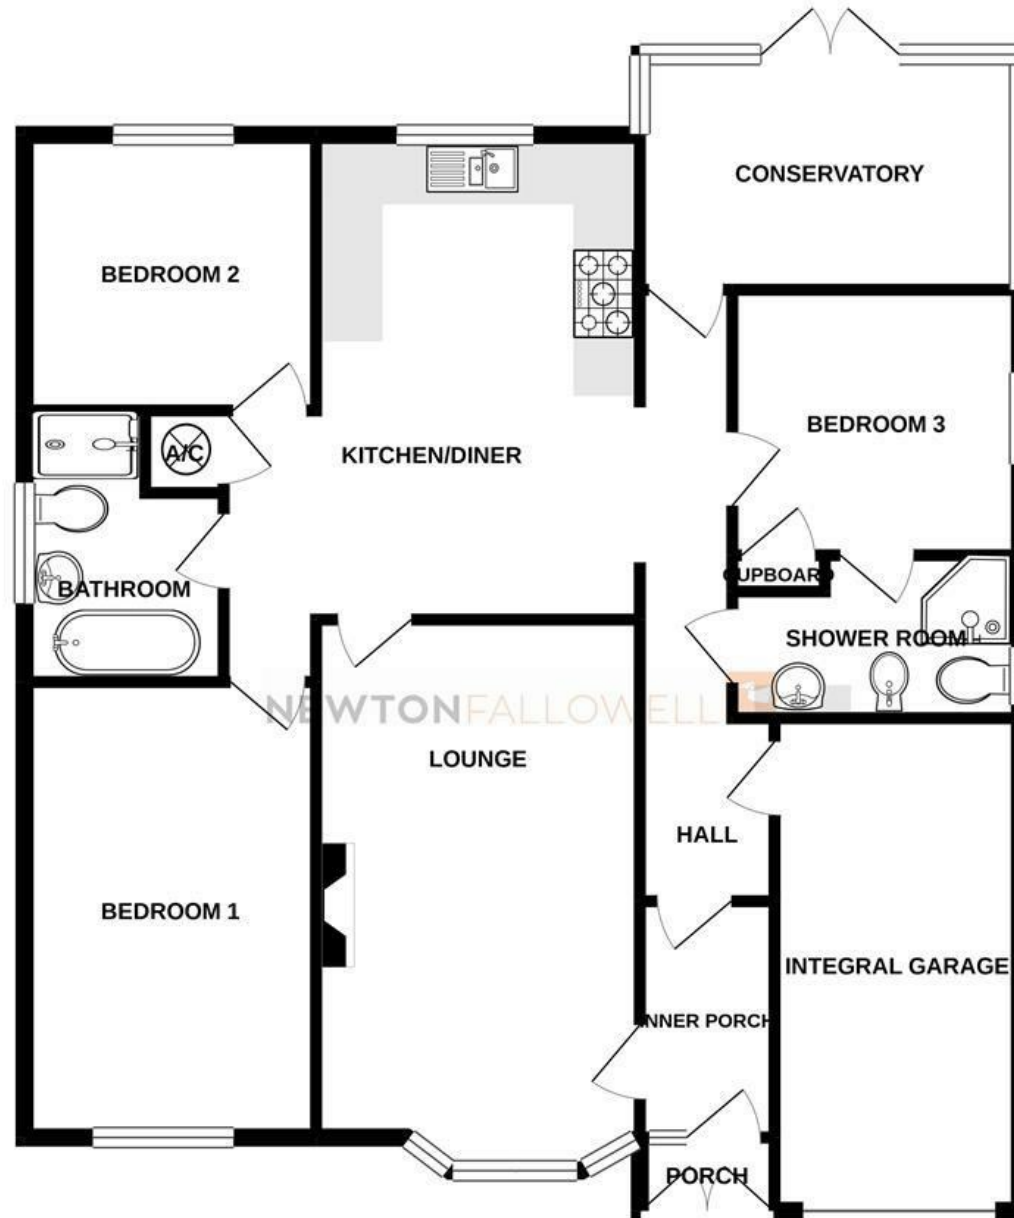 CONSERVATORY
BEDROOM 2
BEDROOM 3
A/C
KITCHEN/DINER
CUPBOARD
BATHROOM
SHOWER ROOM
NEWTONFALLOWELL
LOUNGE
HALL
BEDROOM 1
INTEGRAL GARAGE
INNER PORCH
PORCH